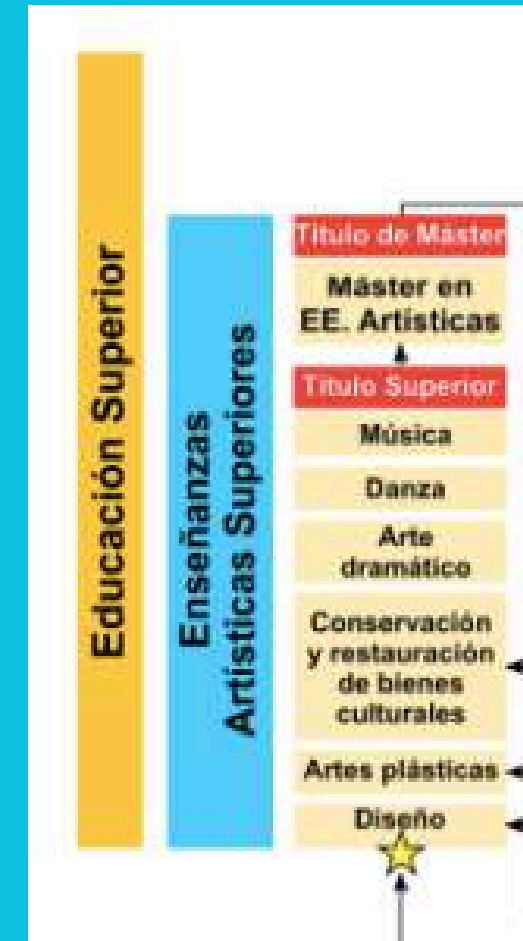 Educación Superior
Enseñanzas
Artísticas Superiores
Título de Máster
Máster en
EE. Artísticas
Título Superior
Música
Danza
Arte
dramático
Conservación
y restauración
de bienes
culturales
Artes plásticas
Diseño